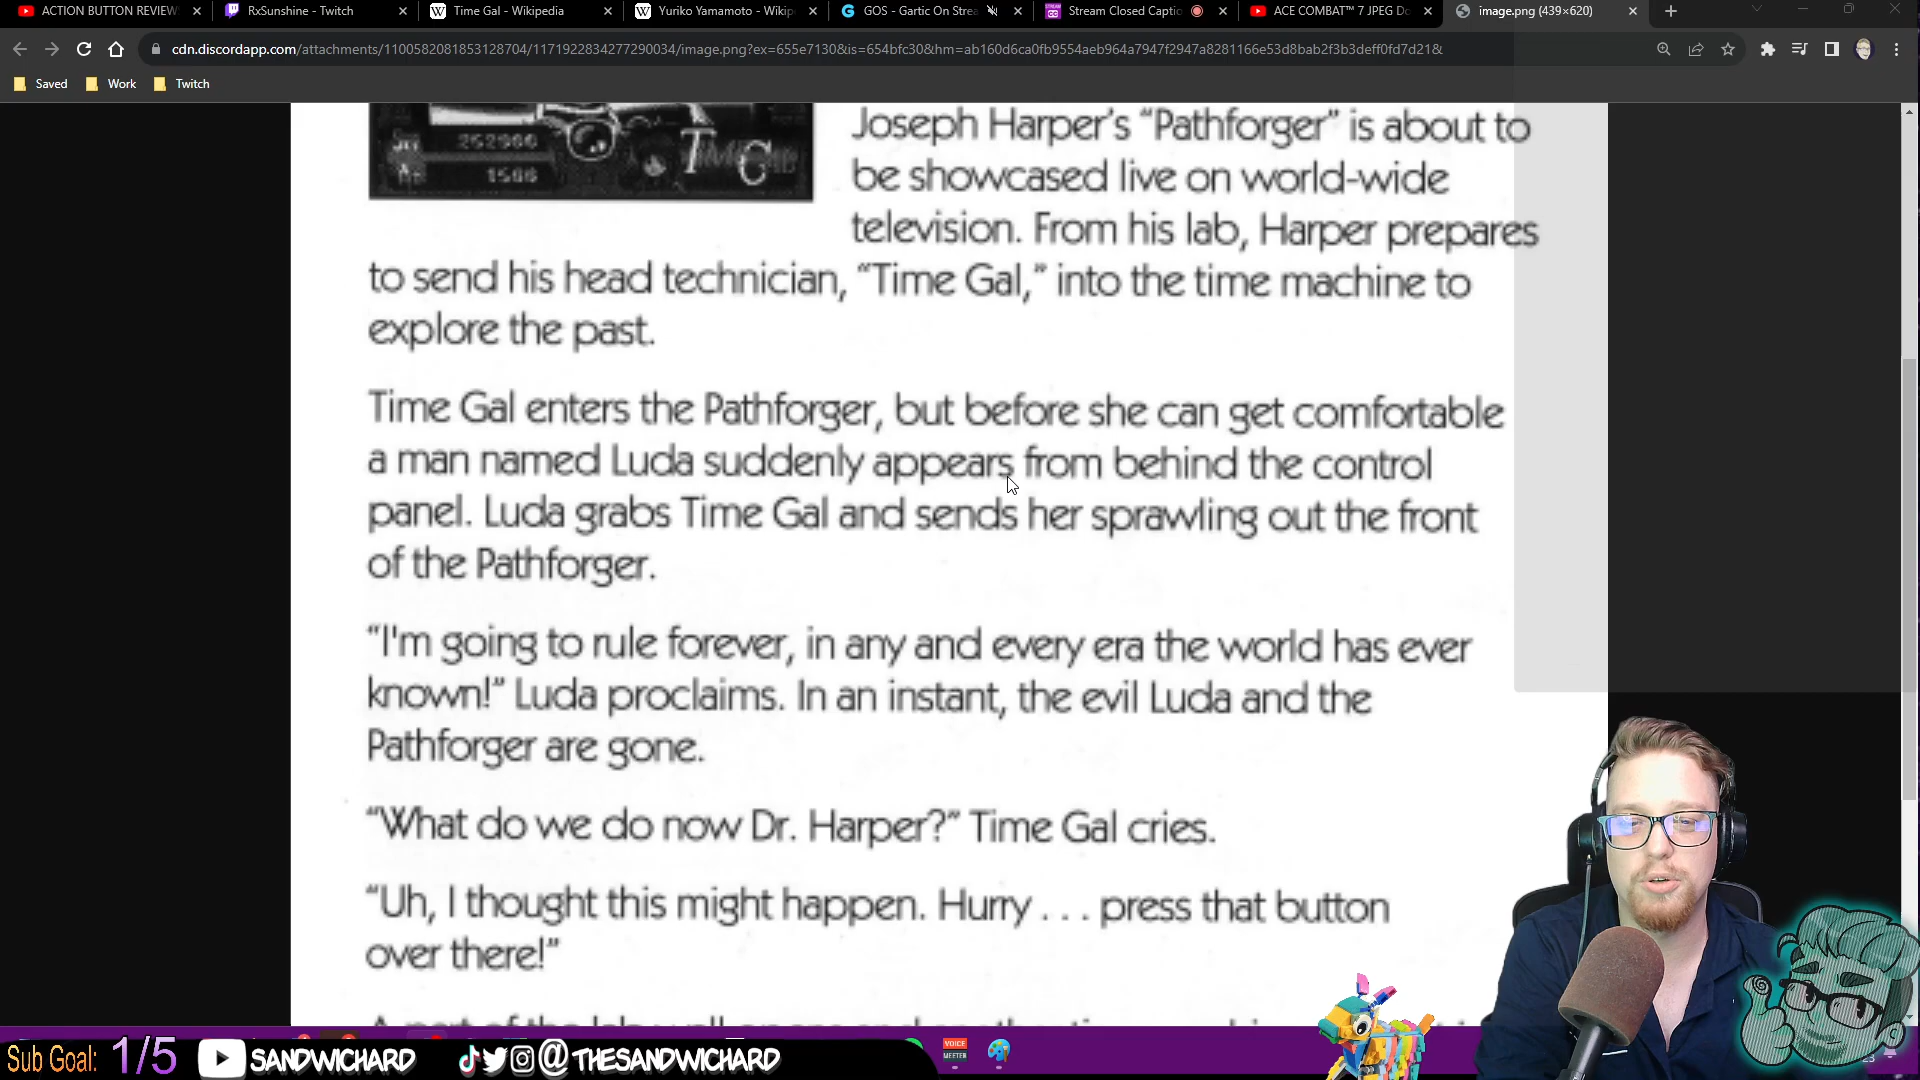 ACTION BUTTON REVIEW
RxSunshine - Twitch
Time Gal - Wikipedia
Yuriko Yamamoto - Wikip
GOS - Gartic On Strea
Stream Closed Captio
ACE COMBAT™ 7 JPEG Do
image.png (439×620)
cdn.discordapp.com/attachments/1100582081853128704/1171922834277290034/image.png?ex=655e7130&is=654bfc30&hm=ab160d6ca0fb9554aeb964a7947f2947a8281166e53d8bab2f3b3deff0fd7d21&
Saved
Work
Twitch
252900
1500
Joseph Harper's "Pathforger" is about to
be showcased live on world-wide
television. From his lab, Harper prepares
to send his head technician, "Time Gal," into the time machine to
explore the past.
Time Gal enters the Pathforger, but before she can get comfortable
a man named Luda suddenly appears from behind the control
panel. Luda grabs Time Gal and sends her sprawling out the front
of the Pathforger.
"I'm going to rule forever, in any and every era the world has ever
known!" Luda proclaims. In an instant, the evil Luda and the
Pathforger are gone.
"What do we do now Dr. Harper?" Time Gal cries.
"Uh, I thought this might happen. Hurry . . . press that button
over there!"
Sub Goal: 1/5
SANDWICHARD
@THESANDWICHARD
VOICE
MEETER